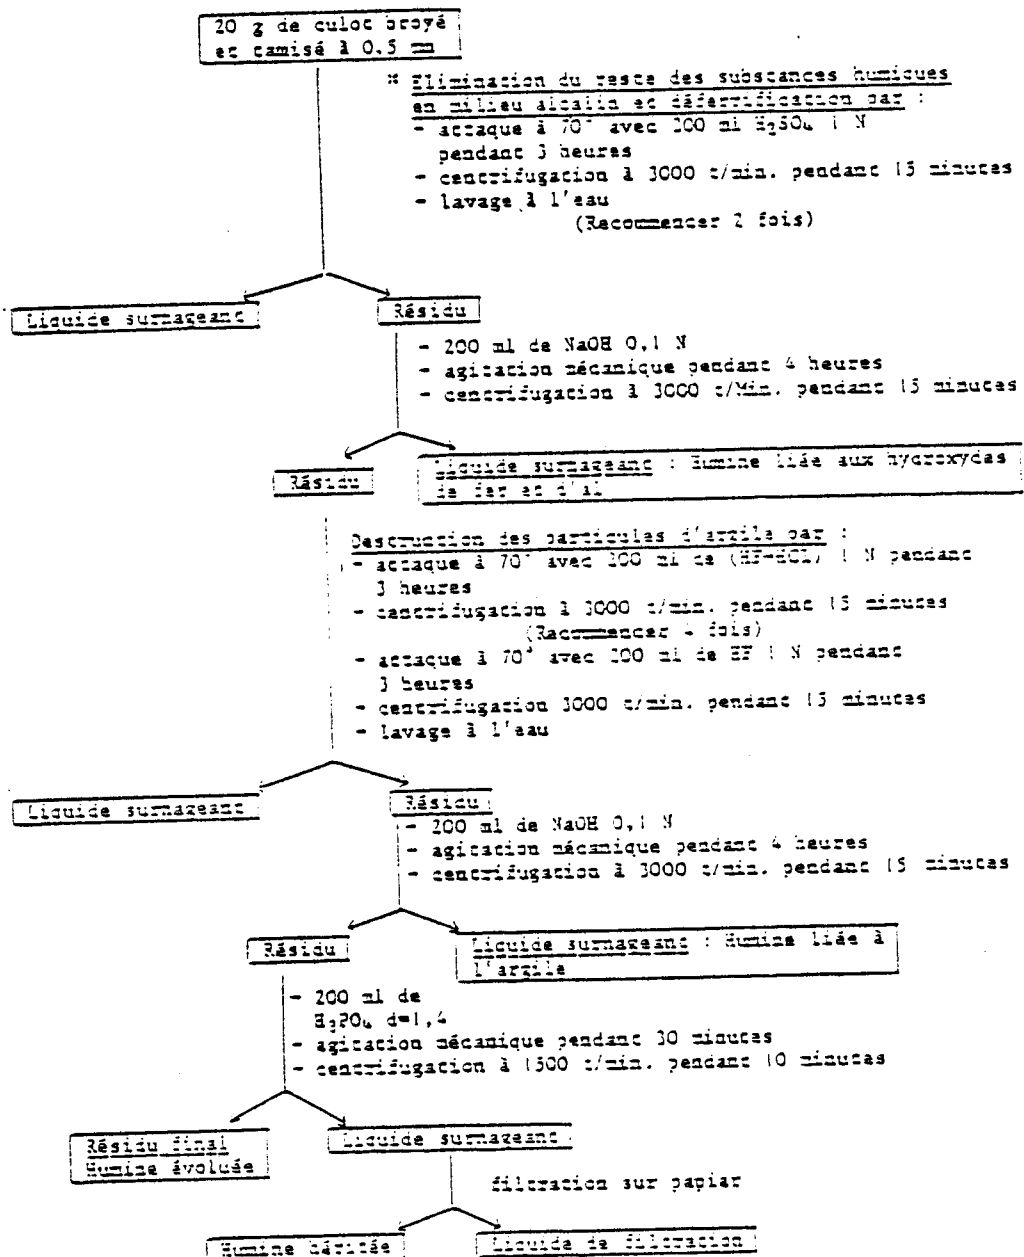 20 g de culot broyé
et tamisé à 0.5 mm
* Elimination du reste des substances humiques
en milieu alcalin et déferrification par :
- attaque à 70° avec 200 ml H₂SO₄ 1 N
pendant 3 heures
- centrifugation à 3000 t/min. pendant 15 minutes
- lavage à l'eau
(Recommencer 2 fois)
Liquide surnageant
Résidu
- 200 ml de NaOH 0,1 N
- agitation mécanique pendant 4 heures
- centrifugation à 3000 t/Min. pendant 15 minutes
Résidu
Liquide surnageant : Humine liée aux hydroxydes
de fer et d'al
Destruction des particules d'argile par :
- attaque à 70° avec 200 ml de (HF-HCl) 1 N pendant
3 heures
- centrifugation à 3000 t/min. pendant 15 minutes
(Recommencer 4 fois)
- attaque à 70° avec 200 ml de HF 1 N pendant
3 heures
- centrifugation 3000 t/min. pendant 15 minutes
- lavage à l'eau
Liquide surnageant
Résidu
- 200 ml de NaOH 0,1 N
- agitation mécanique pendant 4 heures
- centrifugation à 3000 t/min. pendant 15 minutes
Résidu
Liquide surnageant : Humine liée à
l'argile
- 200 ml de
H₃PO₄ d=1,4
- agitation mécanique pendant 30 minutes
- centrifugation à 1500 t/min. pendant 10 minutes
Résidu final
Humine évoluée
Liquide surnageant
filtration sur papier
Humine héritée
Liquide de filtration